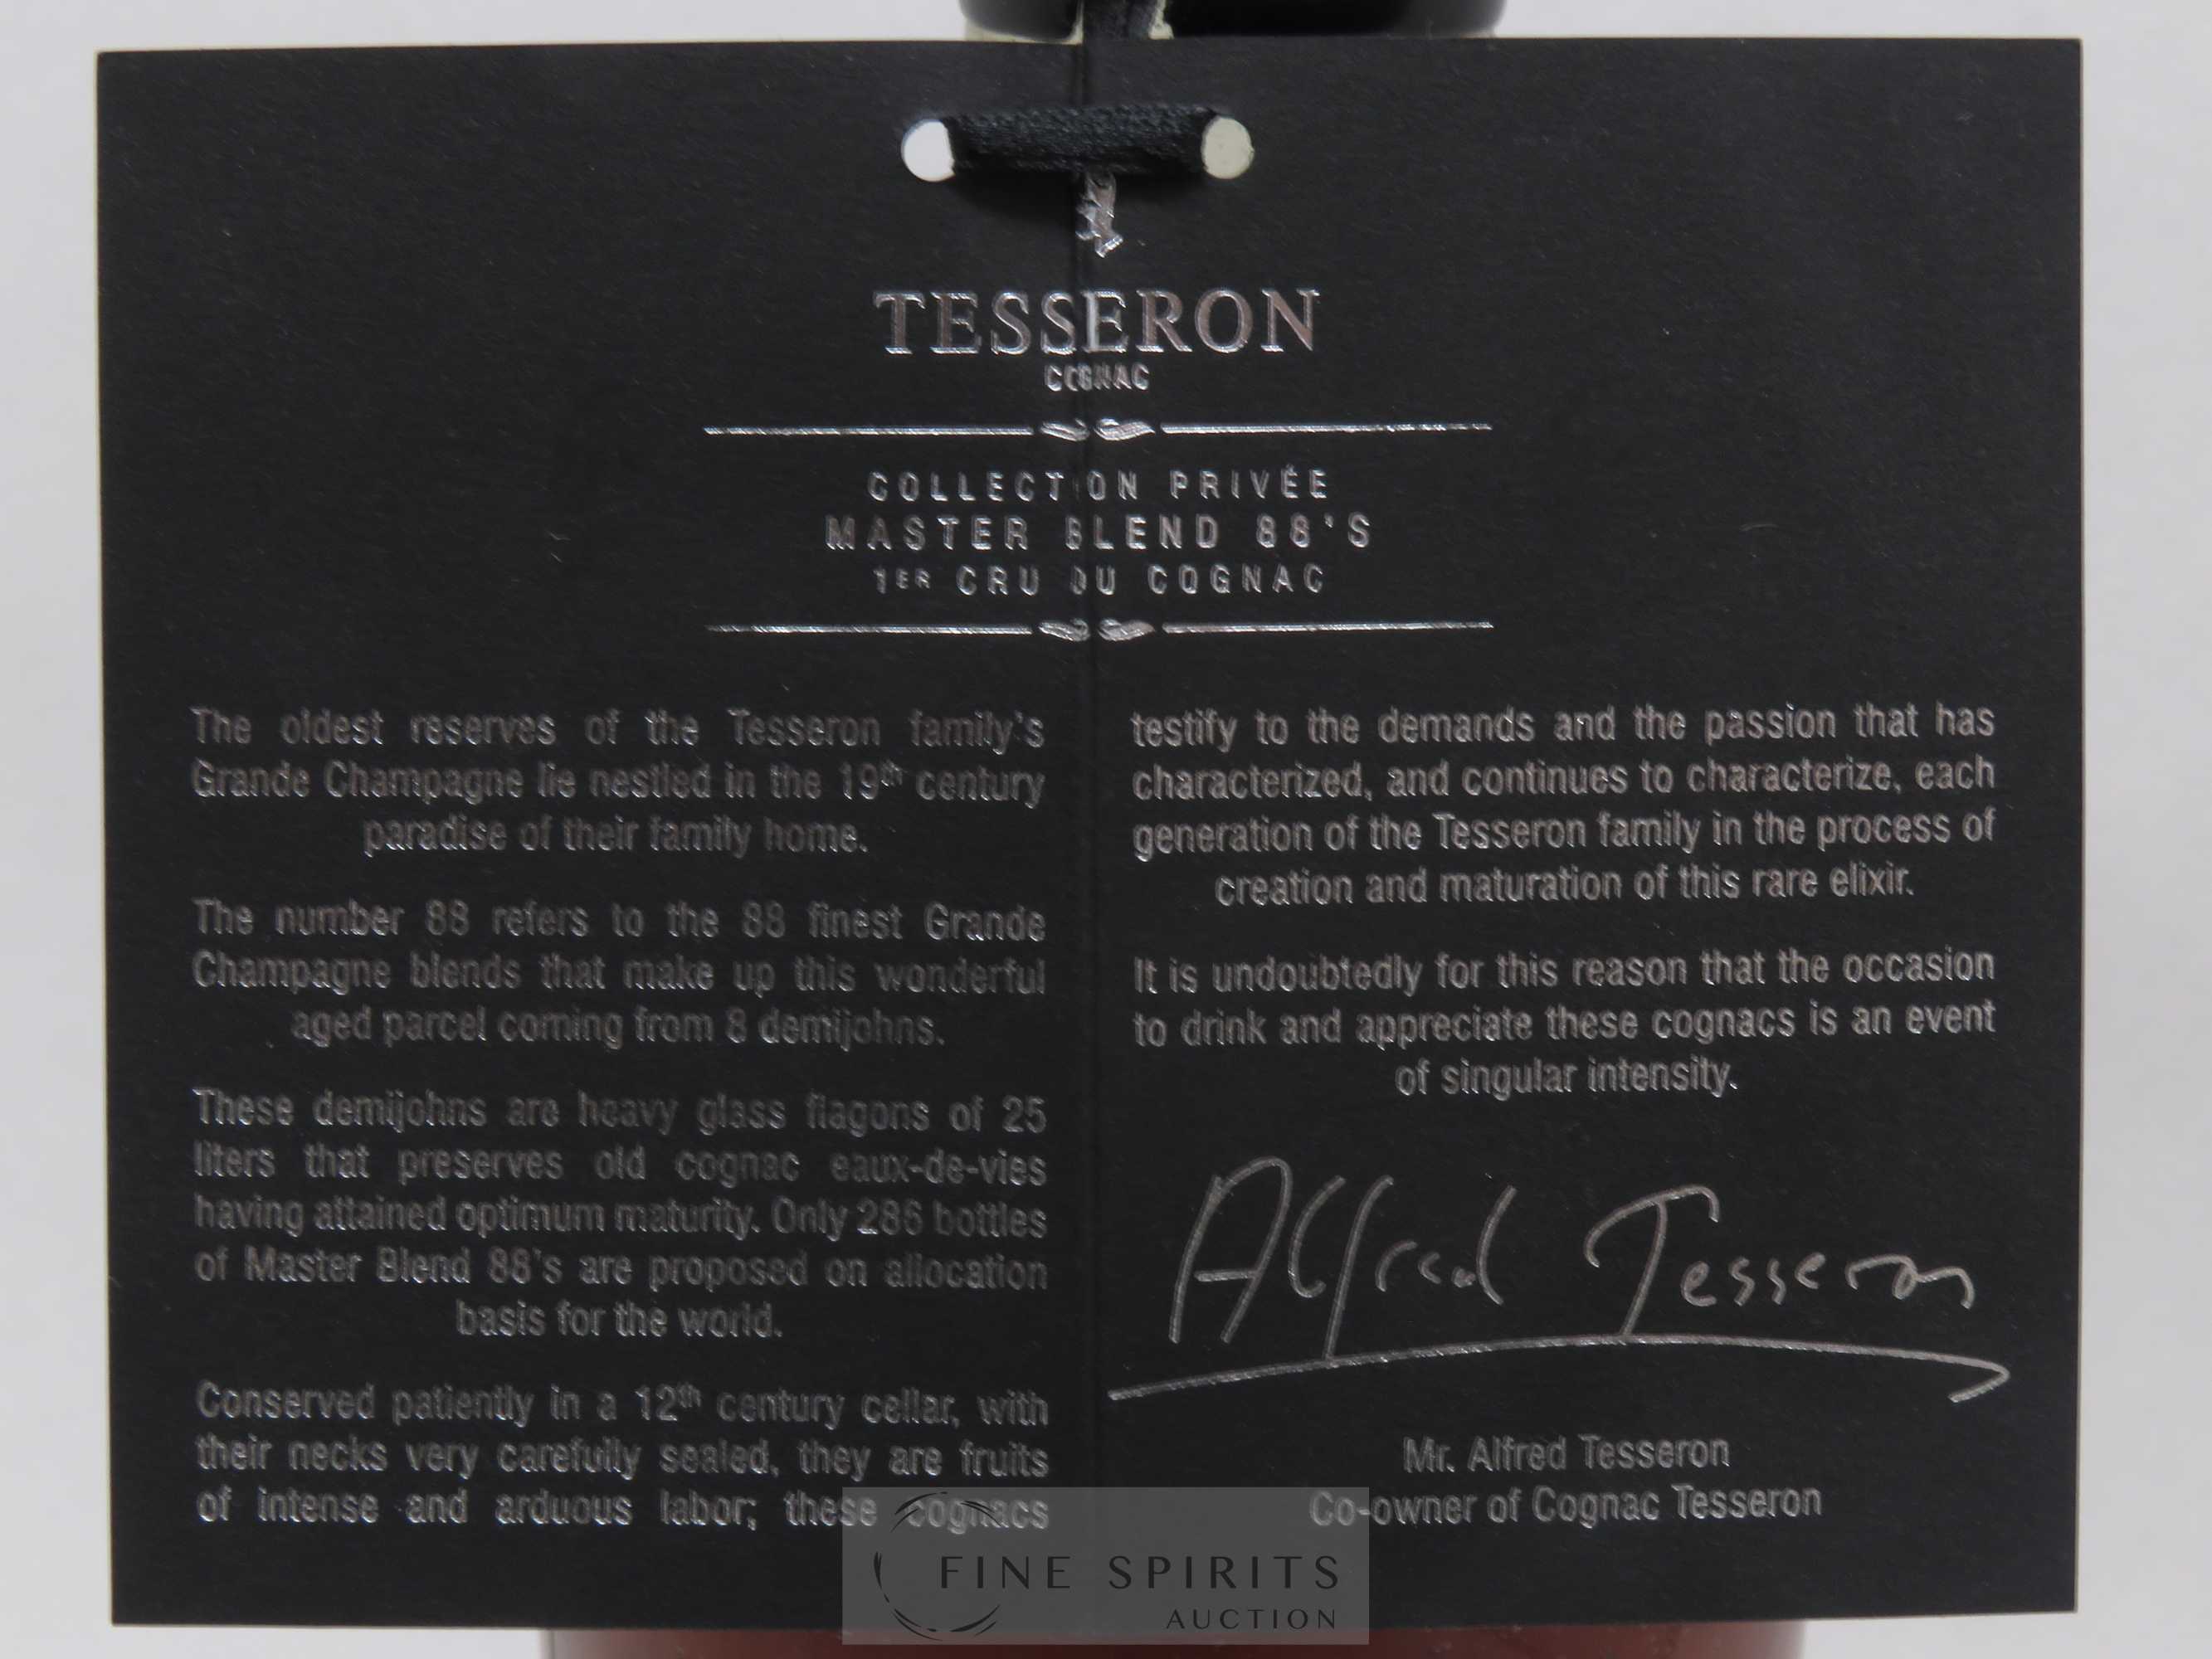 TESSERON
COGNAC
COLLECTION PRIVÉE
MASTER BLEND 88'S
1ER CRU DU COGNAC
The oldest reserves of the Tesseron family's
Grande Champagne lie nestled in the 19th century
paradise of their family home.
The number 88 refers to the 88 finest Grande
Champagne blends that make up this wonderful
aged parcel coming from 8 demijohns.
These demijohns are heavy glass flagons of 25
liters that preserves old cognac eaux-de-vies
having attained optimum maturity. Only 286 bottles
of Master Blend 88's are proposed on allocation
basis for the world.
Conserved patiently in a 12th century cellar, with
their necks very carefully sealed, they are fruits
of intense and arduous labor; these cognacs
testify to the demands and the passion that has
characterized, and continues to characterize, each
generation of the Tesseron family in the process of
creation and maturation of this rare elixir.
It is undoubtedly for this reason that the occasion
to drink and appreciate these cognacs is an event
of singular intensity.
Alfred Tesseron
Mr. Alfred Tesseron
Co-owner of Cognac Tesseron
FINE SPIRITS
AUCTION